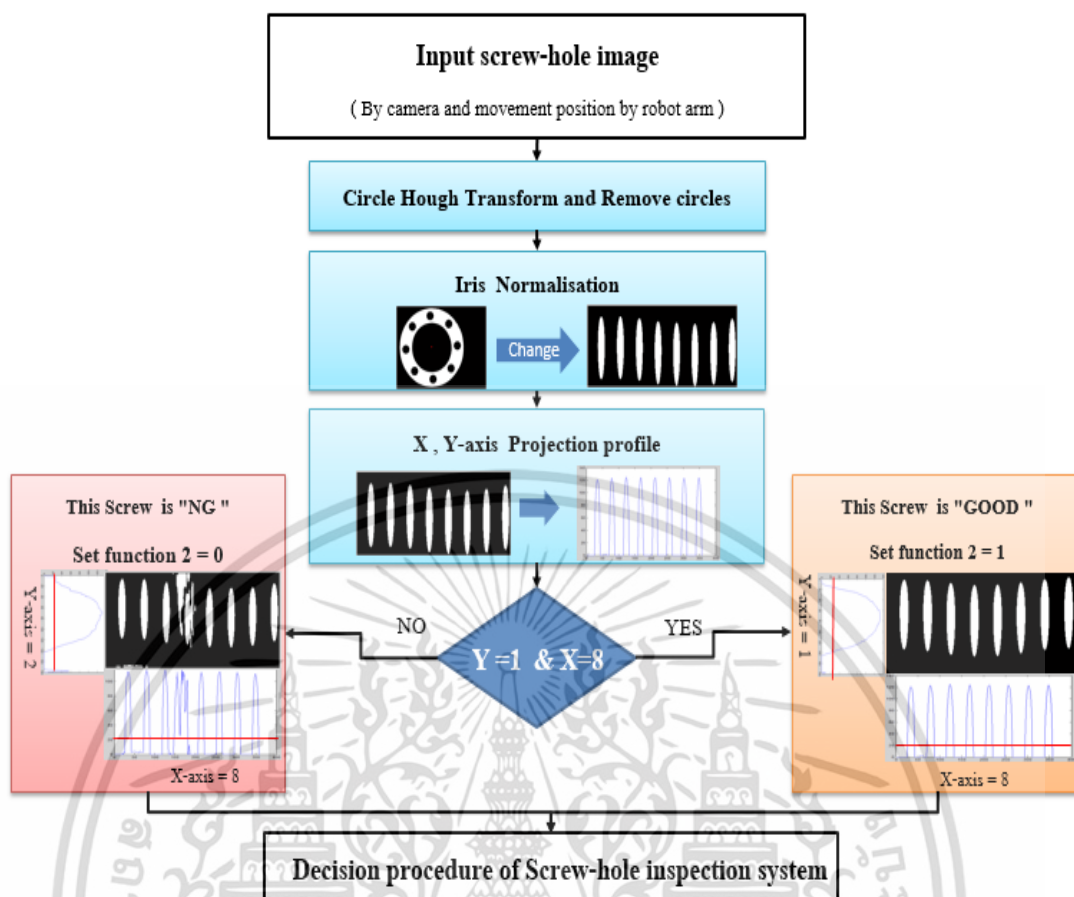 Input screw-hole image
( By camera and movement position by robot arm )
Circle Hough Transform and Remove circles
Iris Normalisation
Change
X , Y-axis Projection profile
This Screw is "NG "
Set function 2 = 0
Y-axis = 2
X-axis = 8
NO
Y =1 & X=8
YES
This Screw is "GOOD "
Set function 2 = 1
Y-axis = 1
X-axis = 8
Decision procedure of Screw-hole inspection system